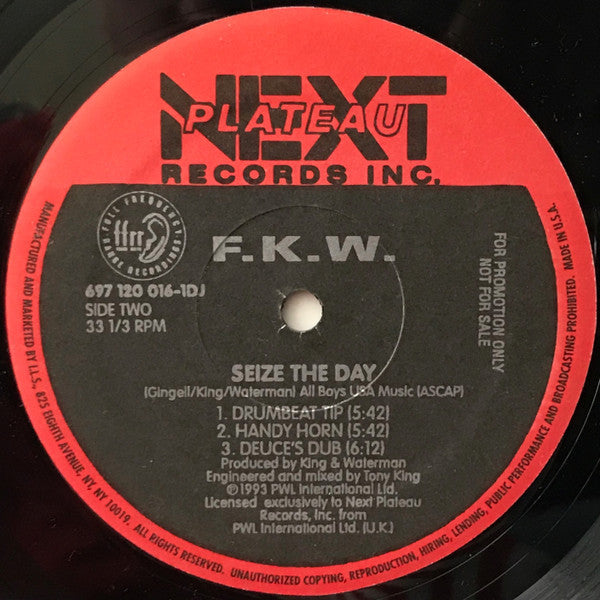 NEXT
PLATEAU
RECORDS INC.
FULL FREQUENCY
RANGE RECORDINGS
ffrr
F.K.W.
697 120 016-1DJ
SIDE TWO
33 1/3 RPM
FOR PROMOTION ONLY
NOT FOR SALE
SEIZE THE DAY
(Gingell/King/Waterman) All Boys USA Music (ASCAP)
1. DRUMBEAT TIP (5:42)
2. HANDY HORN (5:42)
3. DEUCE'S DUB (6:12)
Produced by King & Waterman
Engineered and mixed by Tony King
℗1993 PWL International Ltd.
Licensed exclusively to Next Plateau
Records, Inc. from
PWL International Ltd. (U.K.)
MANUFACTURED AND MARKETED BY I.L.S., 825 EIGHTH AVENUE, NY, NY 10019. ALL RIGHTS RESERVED. UNAUTHORIZED COPYING, REPRODUCTION, HIRING, LENDING, PUBLIC PERFORMANCE AND BROADCASTING PROHIBITED. MADE IN U.S.A.